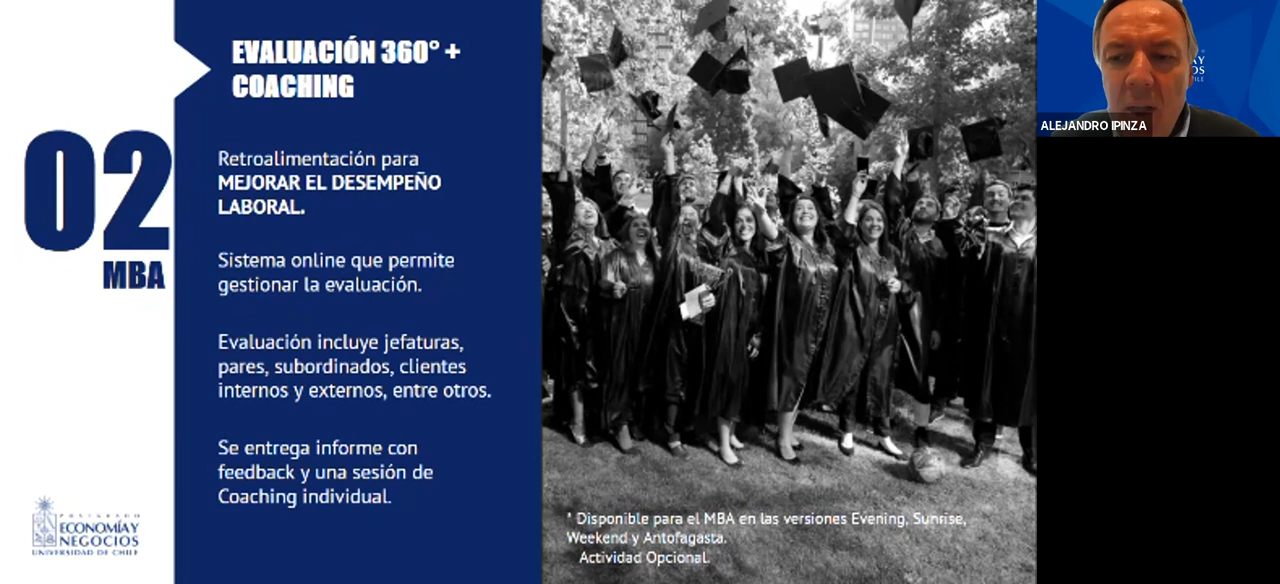 EVALUACIÓN 360° +
COACHING
02
MBA
Retroalimentación para
MEJORAR EL DESEMPEÑO
LABORAL.
Sistema online que permite
gestionar la evaluación.
Evaluación incluye jefaturas,
pares, subordinados, clientes
internos y externos, entre otros.
Se entrega informe con
feedback y una sesión de
Coaching individual.
POSTGRADO
ECONOMÍA Y
NEGOCIOS
UNIVERSIDAD DE CHILE
* Disponible para el MBA en las versiones Evening, Sunrise,
Weekend y Antofagasta.
Actividad Opcional.
ALEJANDRO IPINZA